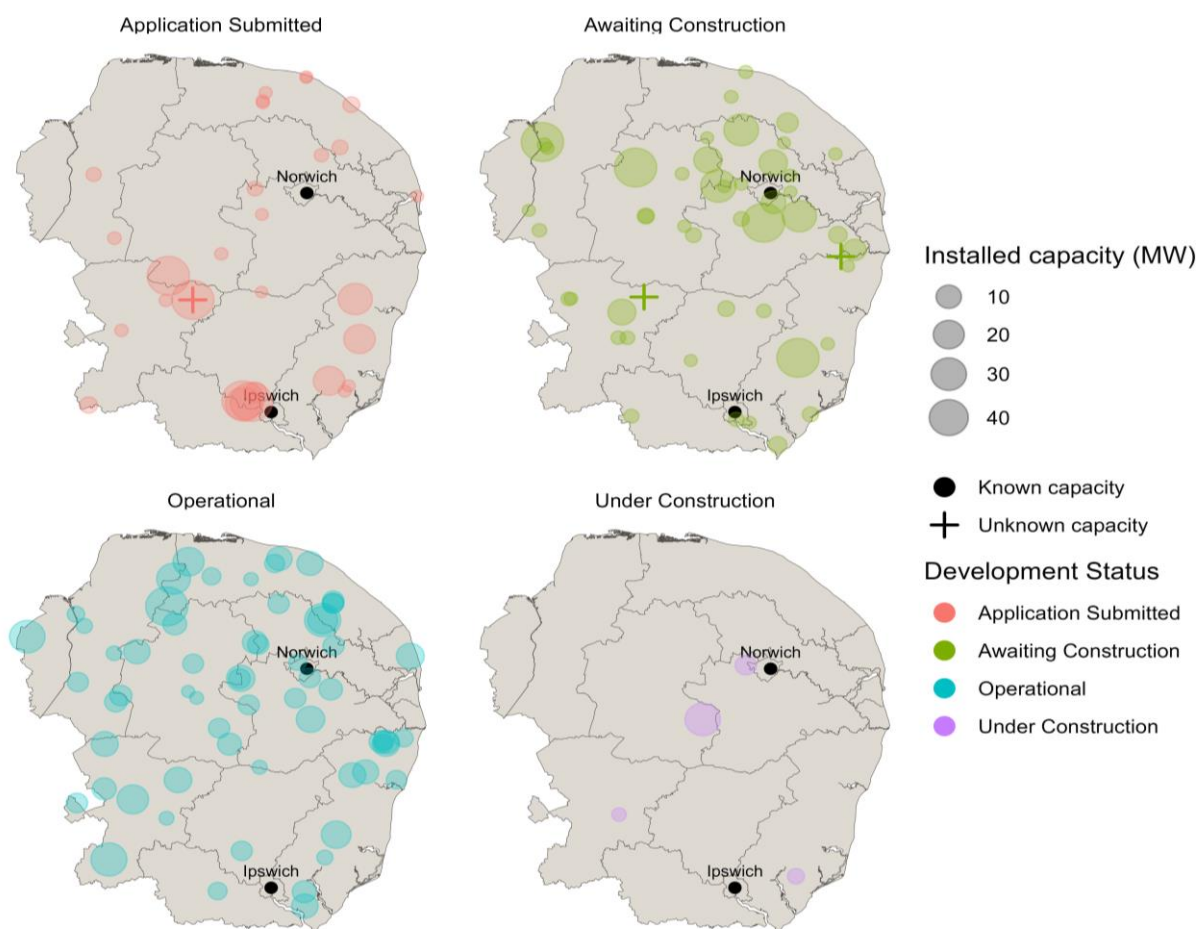 Application Submitted
Awaiting Construction
Norwich
Ipswich
Norwich
Ipswich
Operational
Under Construction
Norwich
Ipswich
Norwich
Ipswich
Installed capacity (MW)
10
20
30
40
Known capacity
Unknown capacity
Development Status
Application Submitted
Awaiting Construction
Operational
Under Construction